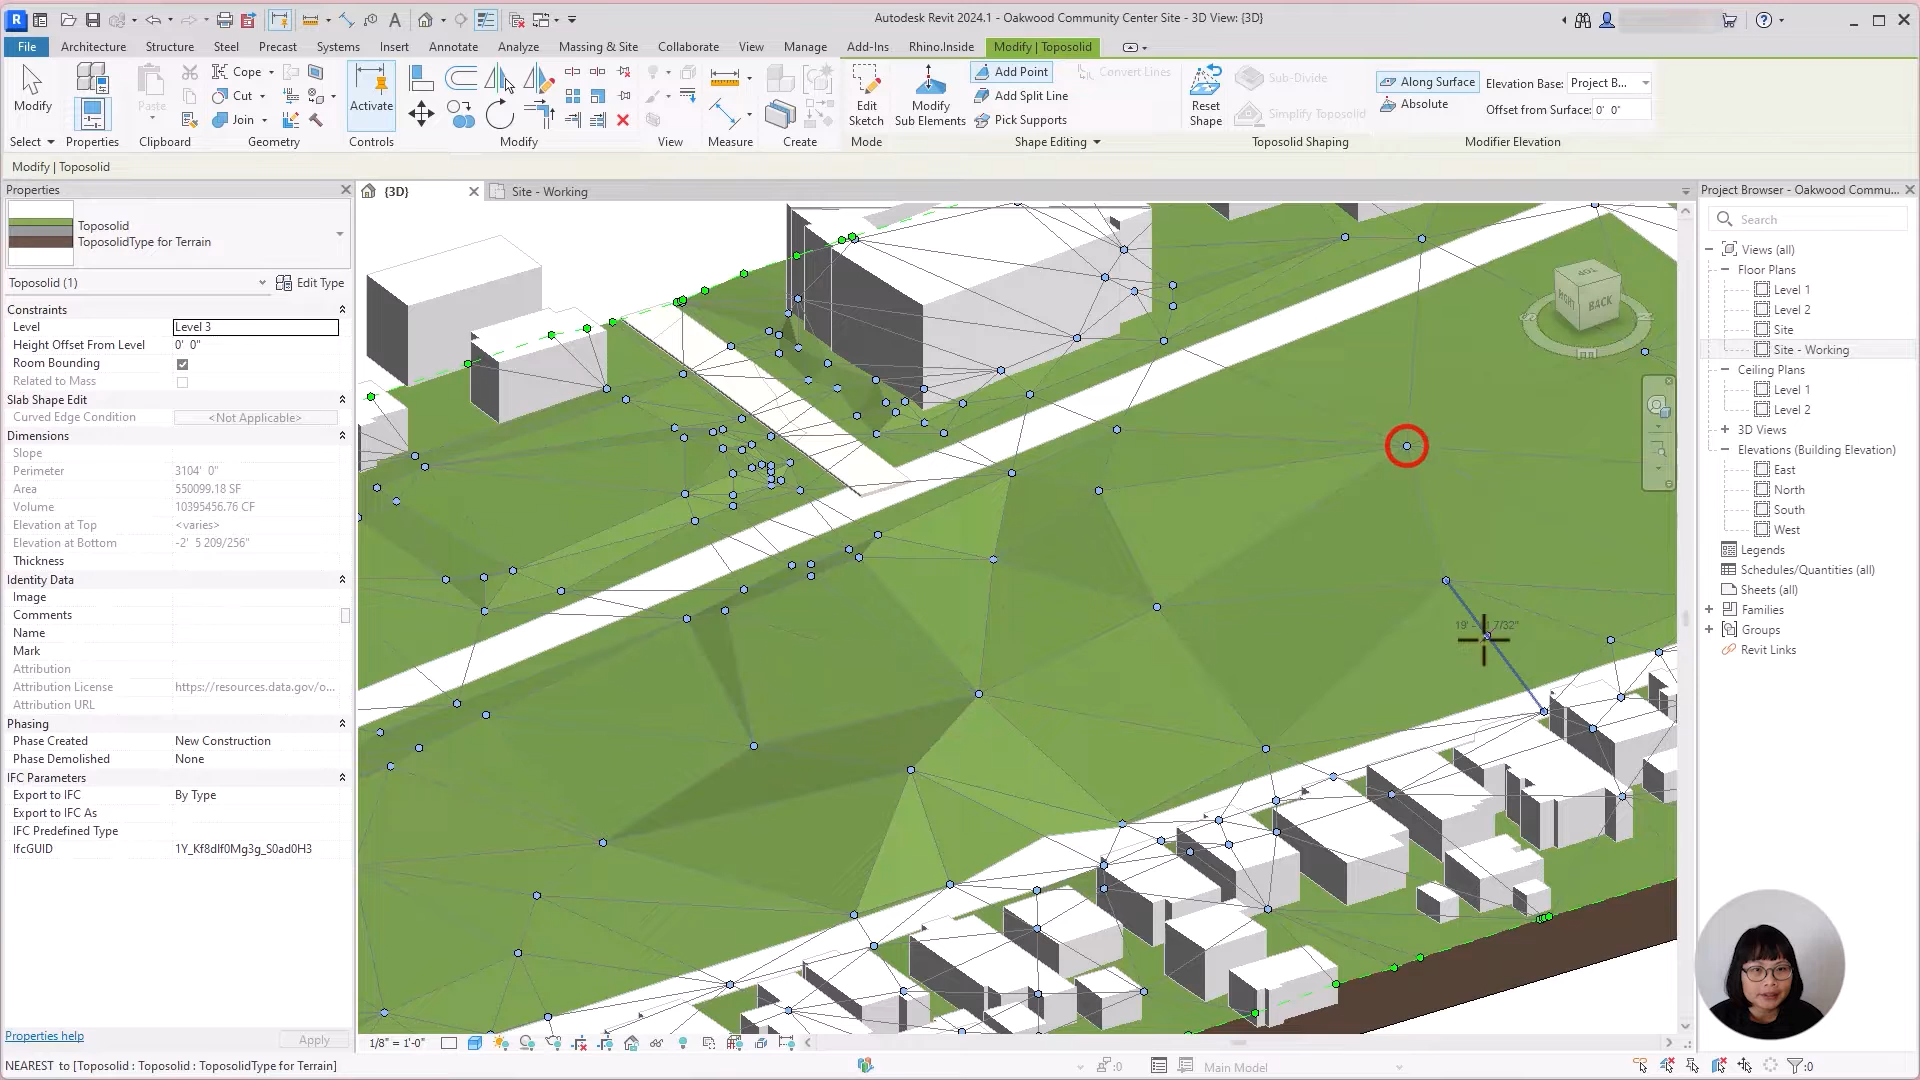 Autodesk Revit 2024.1 - Oakwood Community Center Site - 3D View: {3D}
File Architecture Structure Steel Precast Systems Insert Annotate Analyze Massing & Site Collaborate View Manage Add-Ins Rhino.Inside Modify | Toposolid
Modify
Select
Properties
Paste
Cope
Cut
Join
Clipboard
Geometry
Activate
Controls
Modify
View
Measure
Create
Edit Sketch
Mode
Modify Sub Elements
Add Point
Add Split Line
Pick Supports
Convert Lines
Shape Editing
Reset Shape
Sub-Divide
Simplify Toposolid
Toposolid Shaping
Along Surface
Absolute
Elevation Base: Project B...
Offset from Surface: 0' 0"
Modifier Elevation
Modify | Toposolid
Properties
Toposolid
ToposolidType for Terrain
Toposolid (1) Edit Type
Constraints
Level Level 3
Height Offset From Level 0' 0"
Room Bounding
Related to Mass
Slab Shape Edit
Curved Edge Condition <Not Applicable>
Dimensions
Slope
Perimeter 3104' 0"
Area 550099.18 SF
Volume 10395456.76 CF
Elevation at Top <varies>
Elevation at Bottom -2' 5 209/256"
Thickness
Identity Data
Image
Comments
Name
Mark
Attribution
Attribution License https://resources.data.gov/o...
Attribution URL
Phasing
Phase Created New Construction
Phase Demolished None
IFC Parameters
Export to IFC By Type
Export to IFC As
IFC Predefined Type
IfcGUID 1Y_Kf8dIf0Mg3g_S0ad0H3
Properties help Apply
{3D} Site - Working
RIGHT BACK
1/8" = 1'-0"
Project Browser - Oakwood Commu...
Search
Views (all)
Floor Plans
Level 1
Level 2
Site
Site - Working
Ceiling Plans
Level 1
Level 2
3D Views
Elevations (Building Elevation)
East
North
South
West
Legends
Schedules/Quantities (all)
Sheets (all)
Families
Groups
Revit Links
NEAREST to [Toposolid : Toposolid : ToposolidType for Terrain]
:0
Main Model
:0